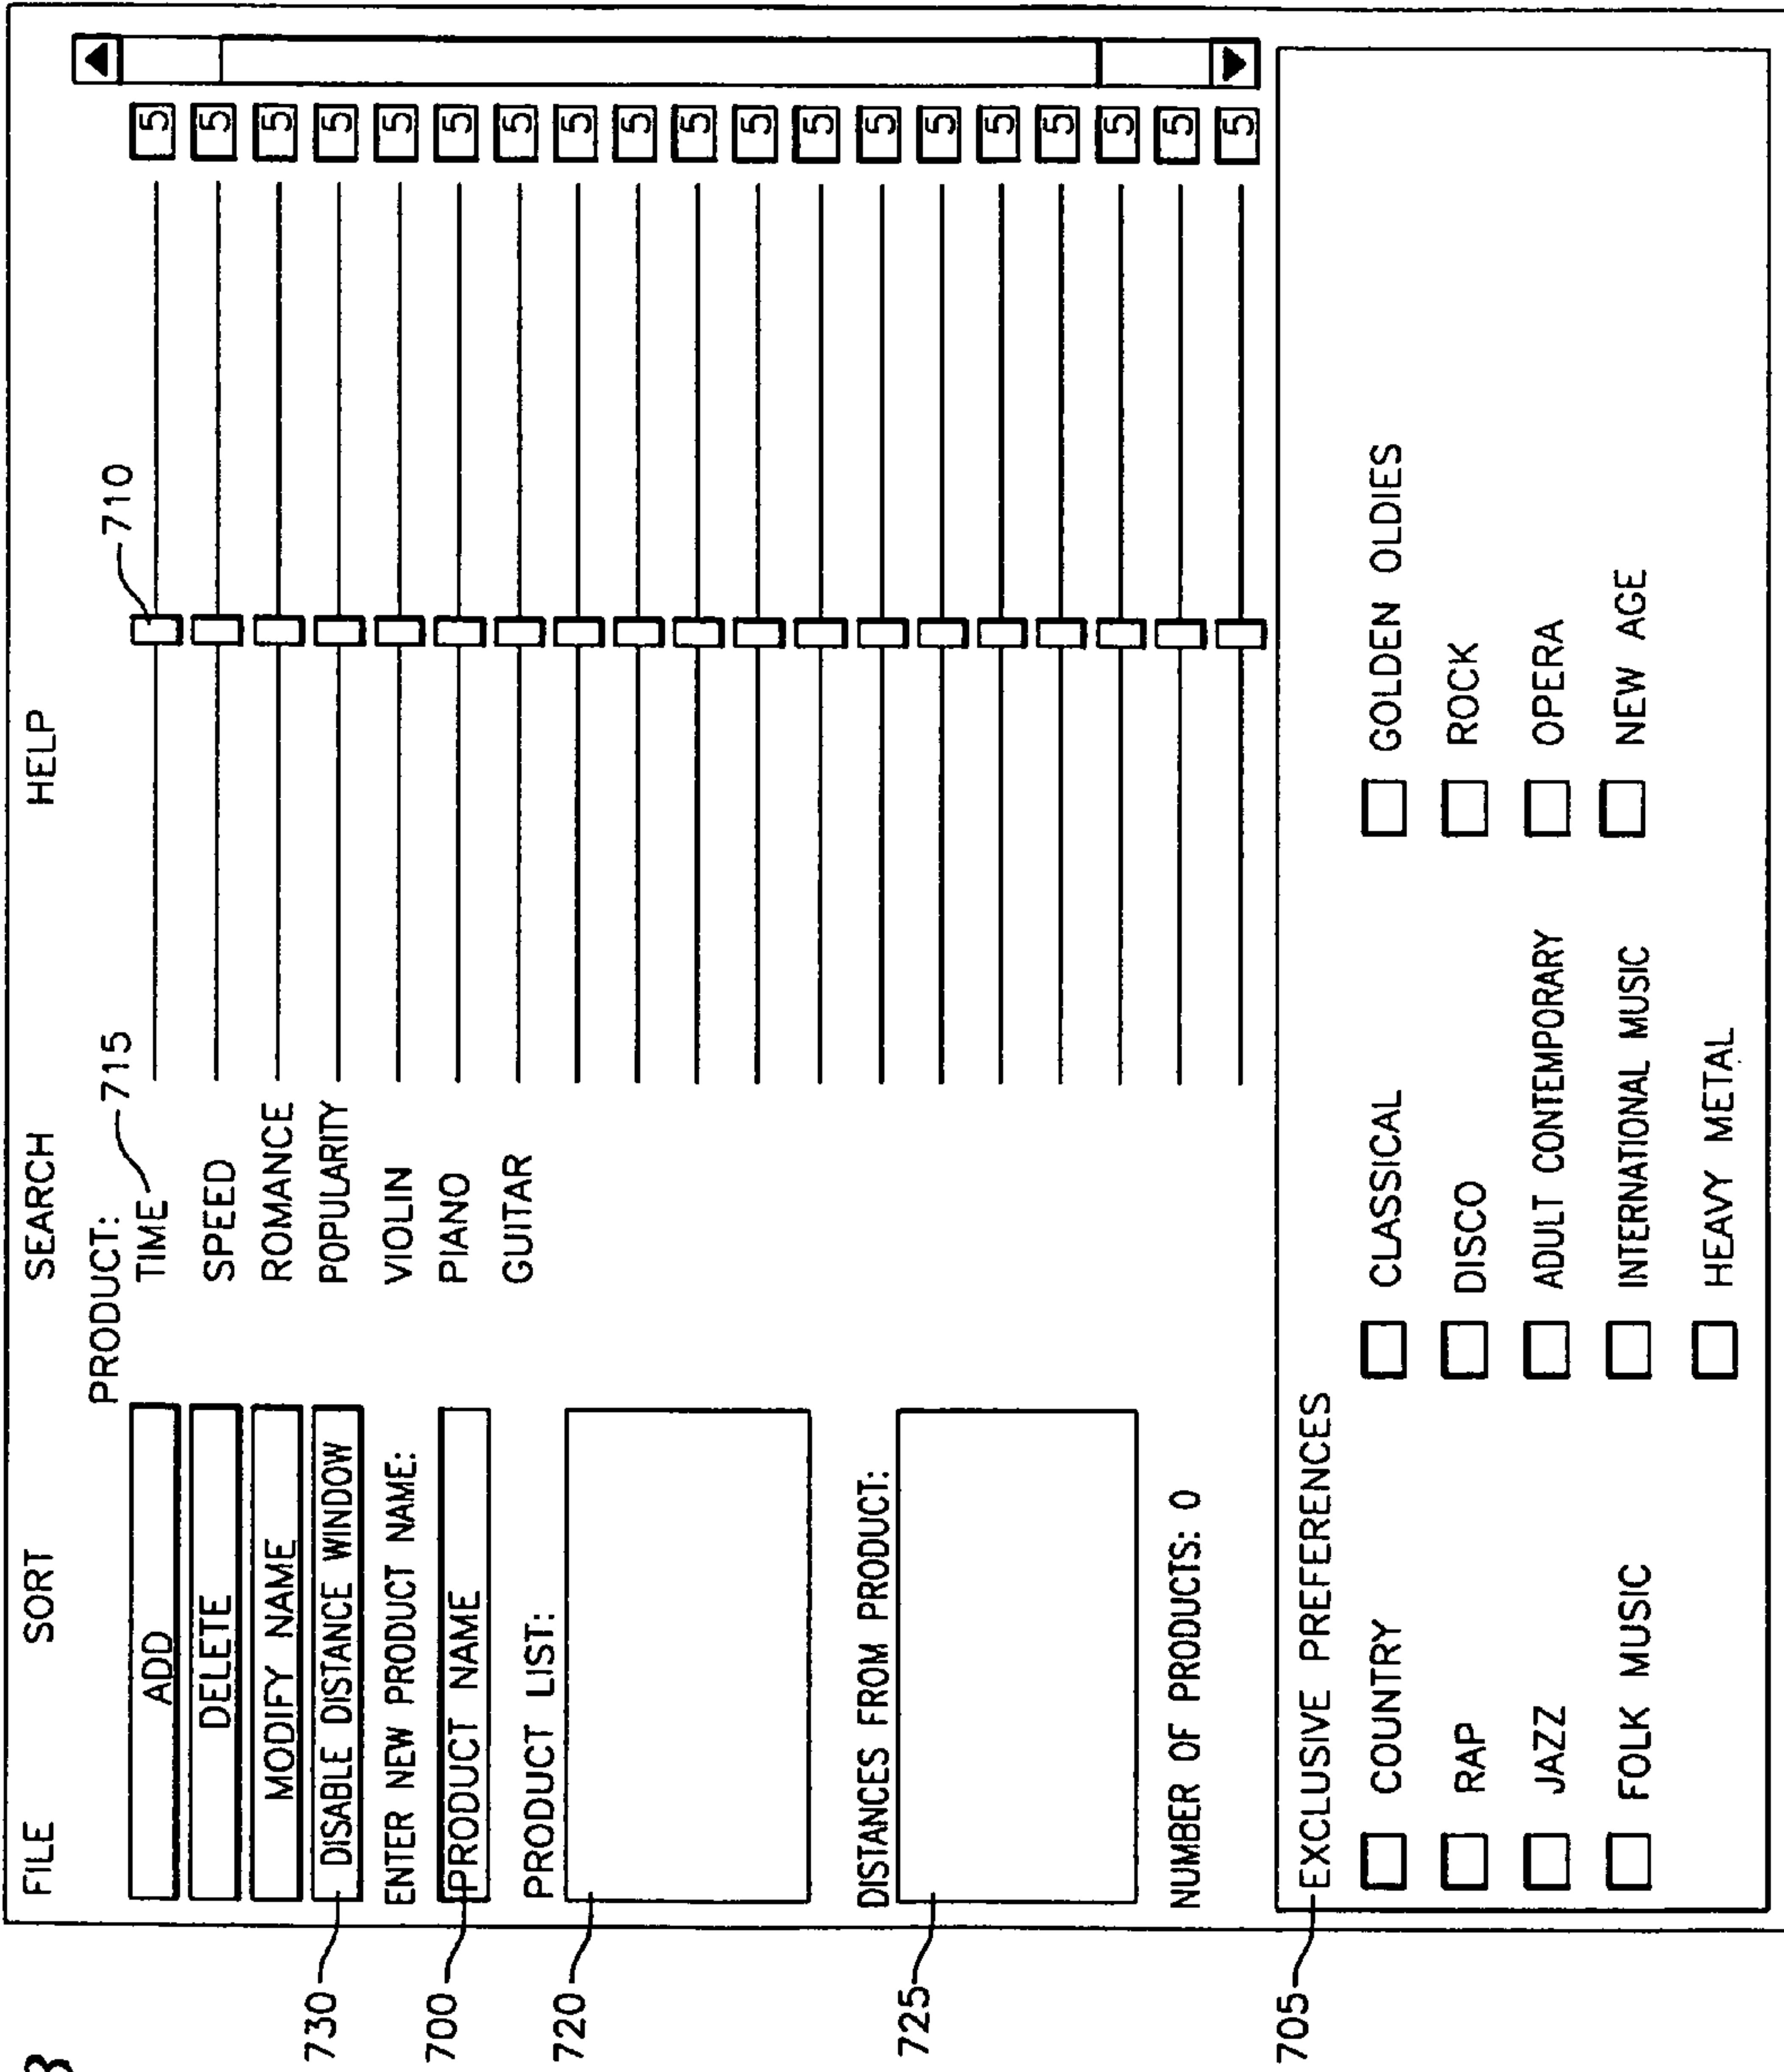 FILE SORT SEARCH HELP
PRODUCT:
ADD
DELETE
MODIFY NAME
DISABLE DISTANCE WINDOW
730
ENTER NEW PRODUCT NAME:
PRODUCT NAME
700
PRODUCT LIST:
720
DISTANCES FROM PRODUCT:
725
NUMBER OF PRODUCTS: 0
TIME 715 710 5
SPEED 5
ROMANCE 5
POPULARITY 5
VIOLIN 5
PIANO 5
GUITAR 5
5
5
5
5
5
5
5
5
5
5
5
5
705
EXCLUSIVE PREFERENCES
COUNTRY CLASSICAL GOLDEN OLDIES
RAP DISCO ROCK
JAZZ ADULT CONTEMPORARY OPERA
FOLK MUSIC INTERNATIONAL MUSIC NEW AGE
HEAVY METAL